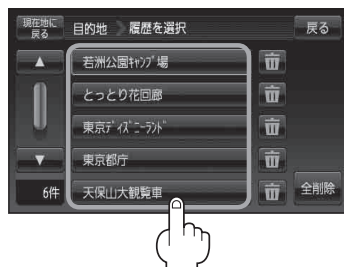 現在地に
戻る
目的地 履歴を選択
戻る
若洲公園ｷｬﾝﾌﾟ場
とっとり花回廊
東京ﾃﾞｨｽﾞﾆｰﾗﾝﾄﾞ
東京都庁
天保山大観覧車
6件
全削除